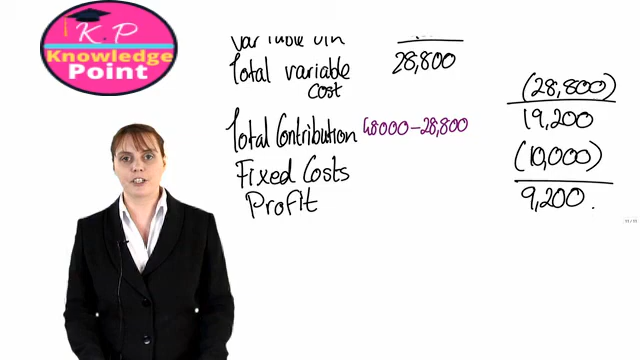 K.P
Knowledge
Point
Variable
28,800
Total variable
cost
(28,800)
19,200
Total Contribution 48000-28,800
(10,000)
Fixed Costs
Profit
9,200.